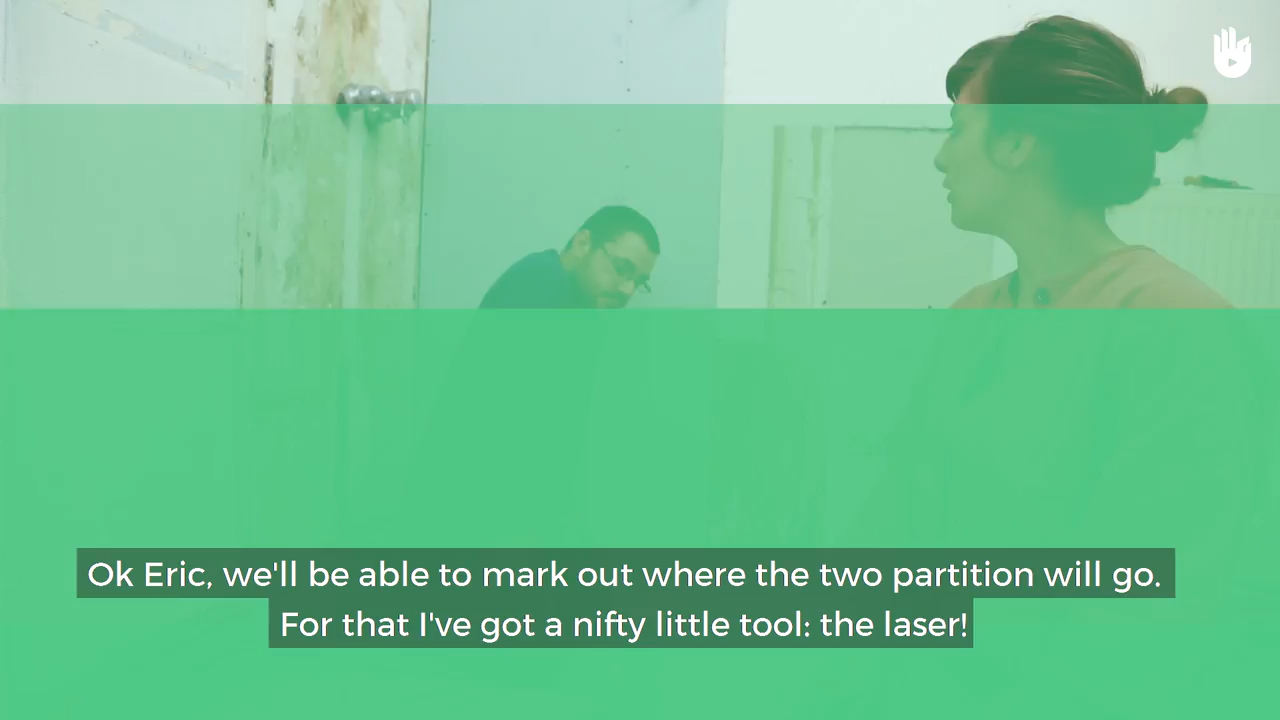 Ok Eric, we'll be able to mark out where the two partition will go.
For that I've got a nifty little tool: the laser!